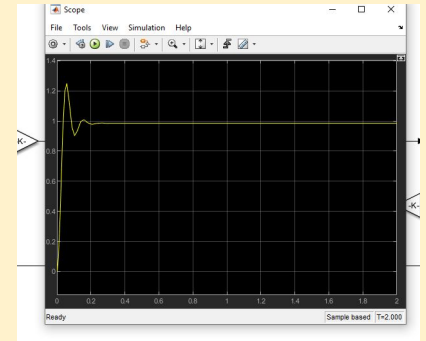 Scope
File Tools View Simulation Help
1.4
1.2
1
0.8
0.6
0.4
0.2
0
0 0.2 0.4 0.6 0.8 1 1.2 1.4 1.6 1.8 2
K-
-K-
Ready Sample based T=2.000